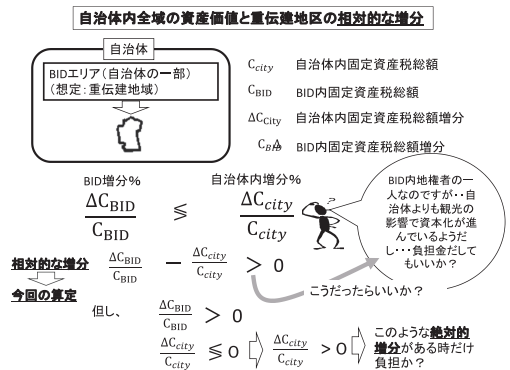 自治体内全域の資産価値と重伝建地区の相対的な増分
自治体
BIDエリア(自治体の一部)
(想定:重伝建地域)
C_city 自治体内固定資産税総額
C_BID BID内固定資産税総額
ΔC_City 自治体内固定資産税総額増分
C_BIΔ BID内固定資産税総額増分
BID増分%
自治体内増分%
ΔC_BID/C_BID ≦ ΔC_city/C_city
?
BID内地権者の一
人なのですが・・自
治体よりも観光の
影響で資本化が進
んでいるようだ
し・・・負担金だして
もいいか?
相対的な増分
ΔC_BID/C_BID − ΔC_city/C_city > 0
今回の算定
こうだったらいいか?
但し、
ΔC_BID/C_BID > 0
ΔC_city/C_city ≦ 0
ΔC_city/C_city > 0
このような絶対的
増分がある時だけ
負担か?